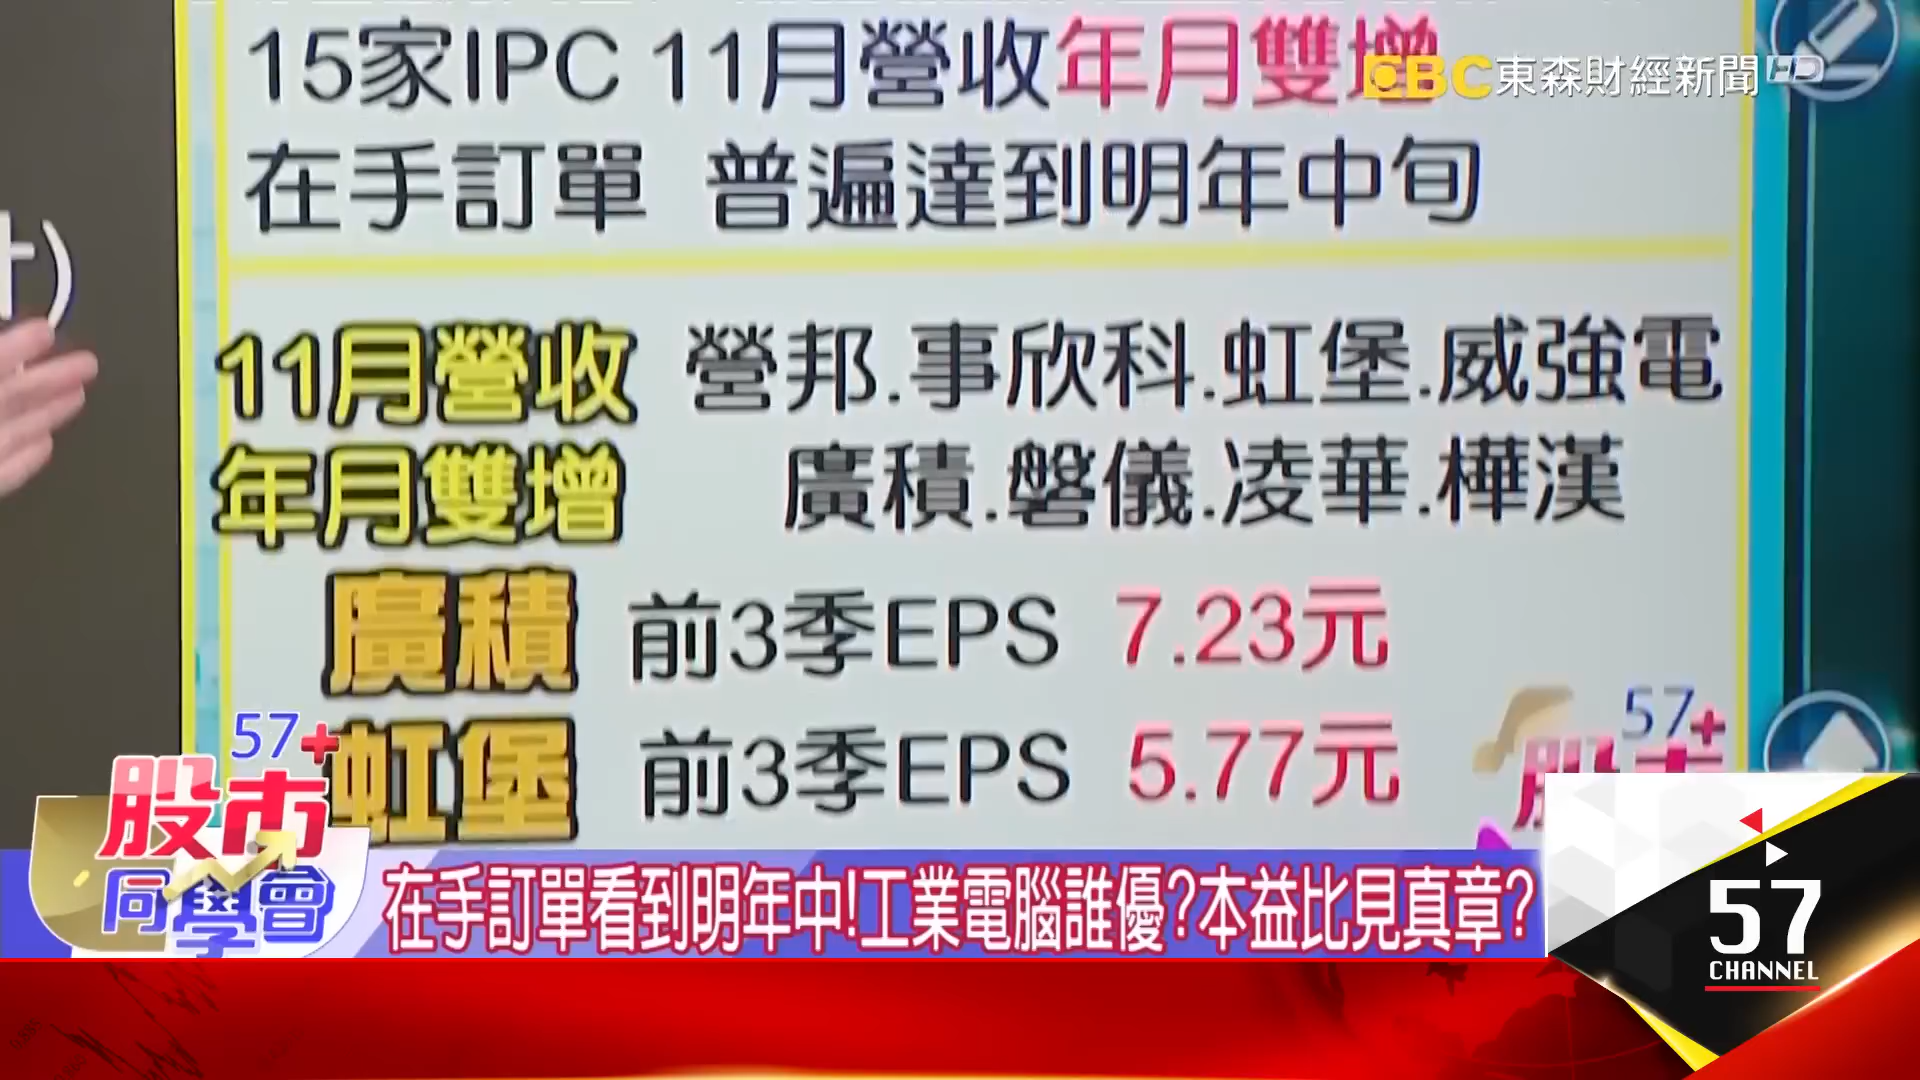 15家IPC 11月營收年月雙增
EBC東森財經新聞HD
在手訂單 普遍達到明年中旬
11月營收 營邦.事欣科.虹堡.威強電
年月雙增 廣積.磐儀.凌華.樺漢
廣積 前3季EPS 7.23元
虹堡 前3季EPS 5.77元
57+
股市
同學會
57+
股市
在手訂單看到明年中!工業電腦誰優?本益比見真章?
57
CHANNEL